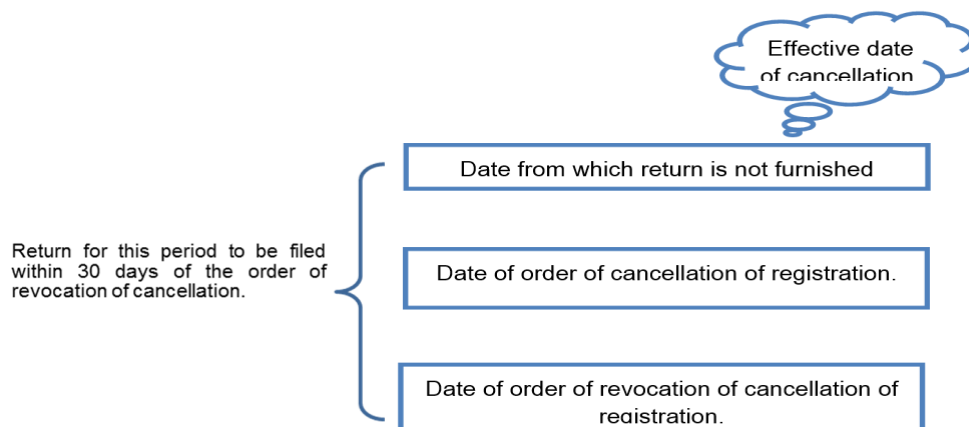 Effective date
of cancellation
Date from which return is not furnished
Return for this period to be filed
within 30 days of the order of
revocation of cancellation.
Date of order of cancellation of registration.
Date of order of revocation of cancellation of
registration.